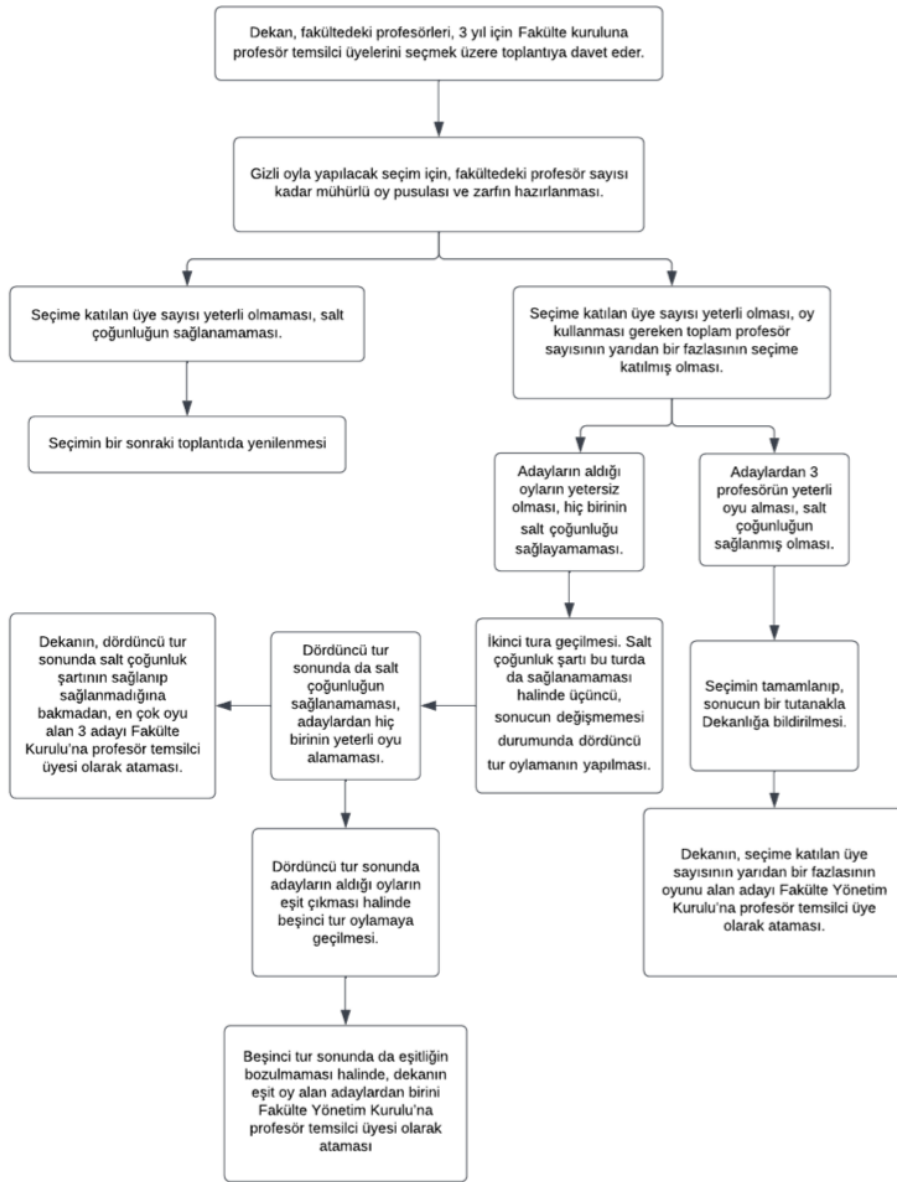 Dekan, fakültedeki profesörleri, 3 yıl için Fakülte kuruluna
profesör temsilci üyelerini seçmek üzere toplantıya davet eder.
Gizli oyla yapılacak seçim için, fakültedeki profesör sayısı
kadar mühürlü oy pusulası ve zarfın hazırlanması.
Seçime katılan üye sayısı yeterli olmaması, salt
çoğunluğun sağlanamaması.
Seçimin bir sonraki toplantıda yenilenmesi
Seçime katılan üye sayısı yeterli olması, oy
kullanması gereken toplam profesör
sayısının yarıdan bir fazlasının seçime
katılmış olması.
Adayların aldığı
oyların yetersiz
olması, hiç birinin
salt çoğunluğu
sağlayamaması.
Adaylardan 3
profesörün yeterli
oyu alması, salt
çoğunluğun
sağlanmış olması.
Dekanın, dördüncü tur
sonunda salt çoğunluk
şartının sağlanıp
sağlanmadığına
bakmadan, en çok oyu
alan 3 adayı Fakülte
Kurulu'na profesör temsilci
üyesi olarak ataması.
Dördüncü tur
sonunda da salt
çoğunluğun
sağlanamaması,
adaylardan hiç
birinin yeterli oyu
alamaması.
İkinci tura geçilmesi. Salt
çoğunluk şartı bu turda
da sağlanamaması
halinde üçüncü,
sonucun değişmemesi
durumunda dördüncü
tur oylamanın yapılması.
Seçimin tamamlanıp,
sonucun bir tutanakla
Dekanlığa bildirilmesi.
Dördüncü tur sonunda
adayların aldığı oyların
eşit çıkması halinde
beşinci tur oylamaya
geçilmesi.
Dekanın, seçime katılan üye
sayısının yarıdan bir fazlasının
oyunu alan adayı Fakülte Yönetim
Kurulu'na profesör temsilci üye
olarak ataması.
Beşinci tur sonunda da eşitliğin
bozulmaması halinde, dekanın
eşit oy alan adaylardan birini
Fakülte Yönetim Kurulu'na
profesör temsilci üyesi olarak
ataması